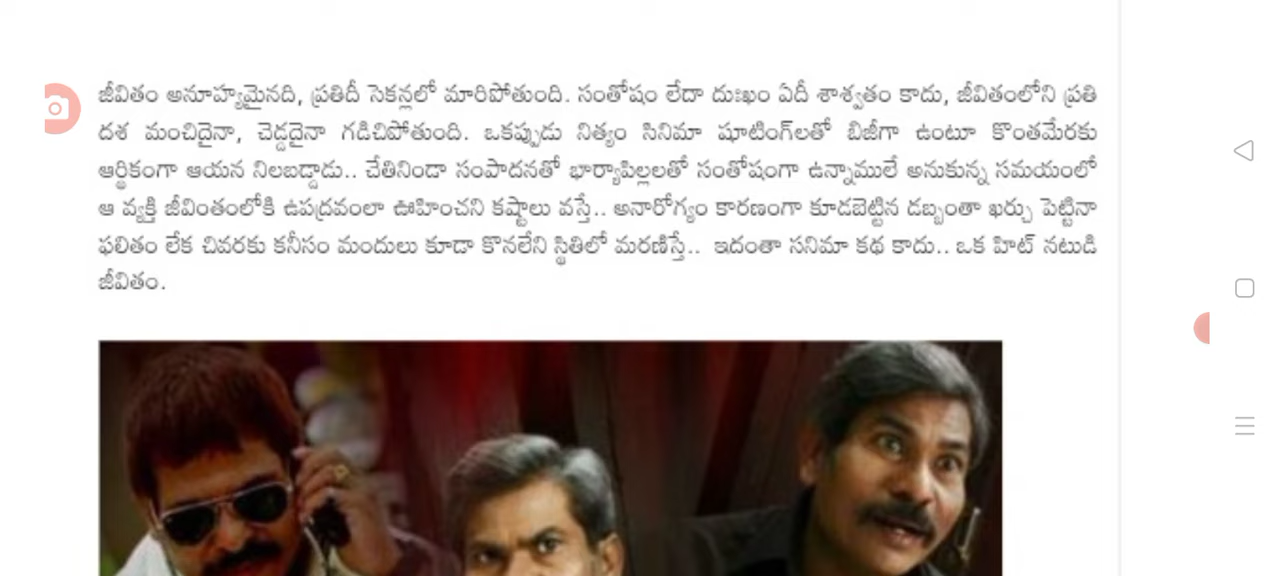 జీవితం అనూహ్యమైనది, ప్రతిదీ సెకన్లలో మారిపోతుంది. సంతోషం లేదా దుఃఖం ఏదీ శాశ్వతం కాదు, జీవితంలోని ప్రతి
దశ మంచిదైనా, చెడ్డదైనా గడిచిపోతుంది. ఒకప్పుడు నిత్యం సినిమా షూటింగ్‌లతో బిజీగా ఉంటూ కొంతమేరకు
ఆర్థికంగా ఆయన నిలబడ్డాడు.. చేతినిండా సంపాదనతో భార్యాపిల్లలతో సంతోషంగా ఉన్నాములే అనుకున్న సమయంలో
ఆ వ్యక్తి జీవింతంలోకి ఉపద్రవంలా ఊహించని కష్టాలు వస్తే.. అనారోగ్యం కారణంగా కూడబెట్టిన డబ్బంతా ఖర్చు పెట్టినా
ఫలితం లేక చివరకు కనీసం మందులు కూడా కొనలేని స్థితిలో మరణిస్తే.. ఇదంతా సనిమా కథ కాదు.. ఒక హిట్ నటుడి
జీవితం.